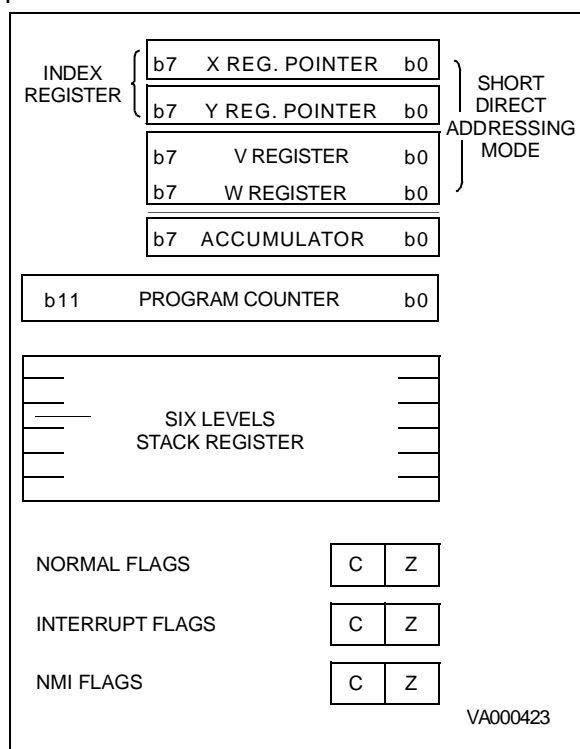 INDEX
REGISTER
b7 X REG. POINTER b0
b7 Y REG. POINTER b0
b7 V REGISTER b0
b7 W REGISTER b0
SHORT
DIRECT
ADDRESSING
MODE
b7 ACCUMULATOR b0
b11 PROGRAM COUNTER b0
SIX LEVELS
STACK REGISTER
NORMAL FLAGS C Z
INTERRUPT FLAGS C Z
NMI FLAGS C Z
VA000423